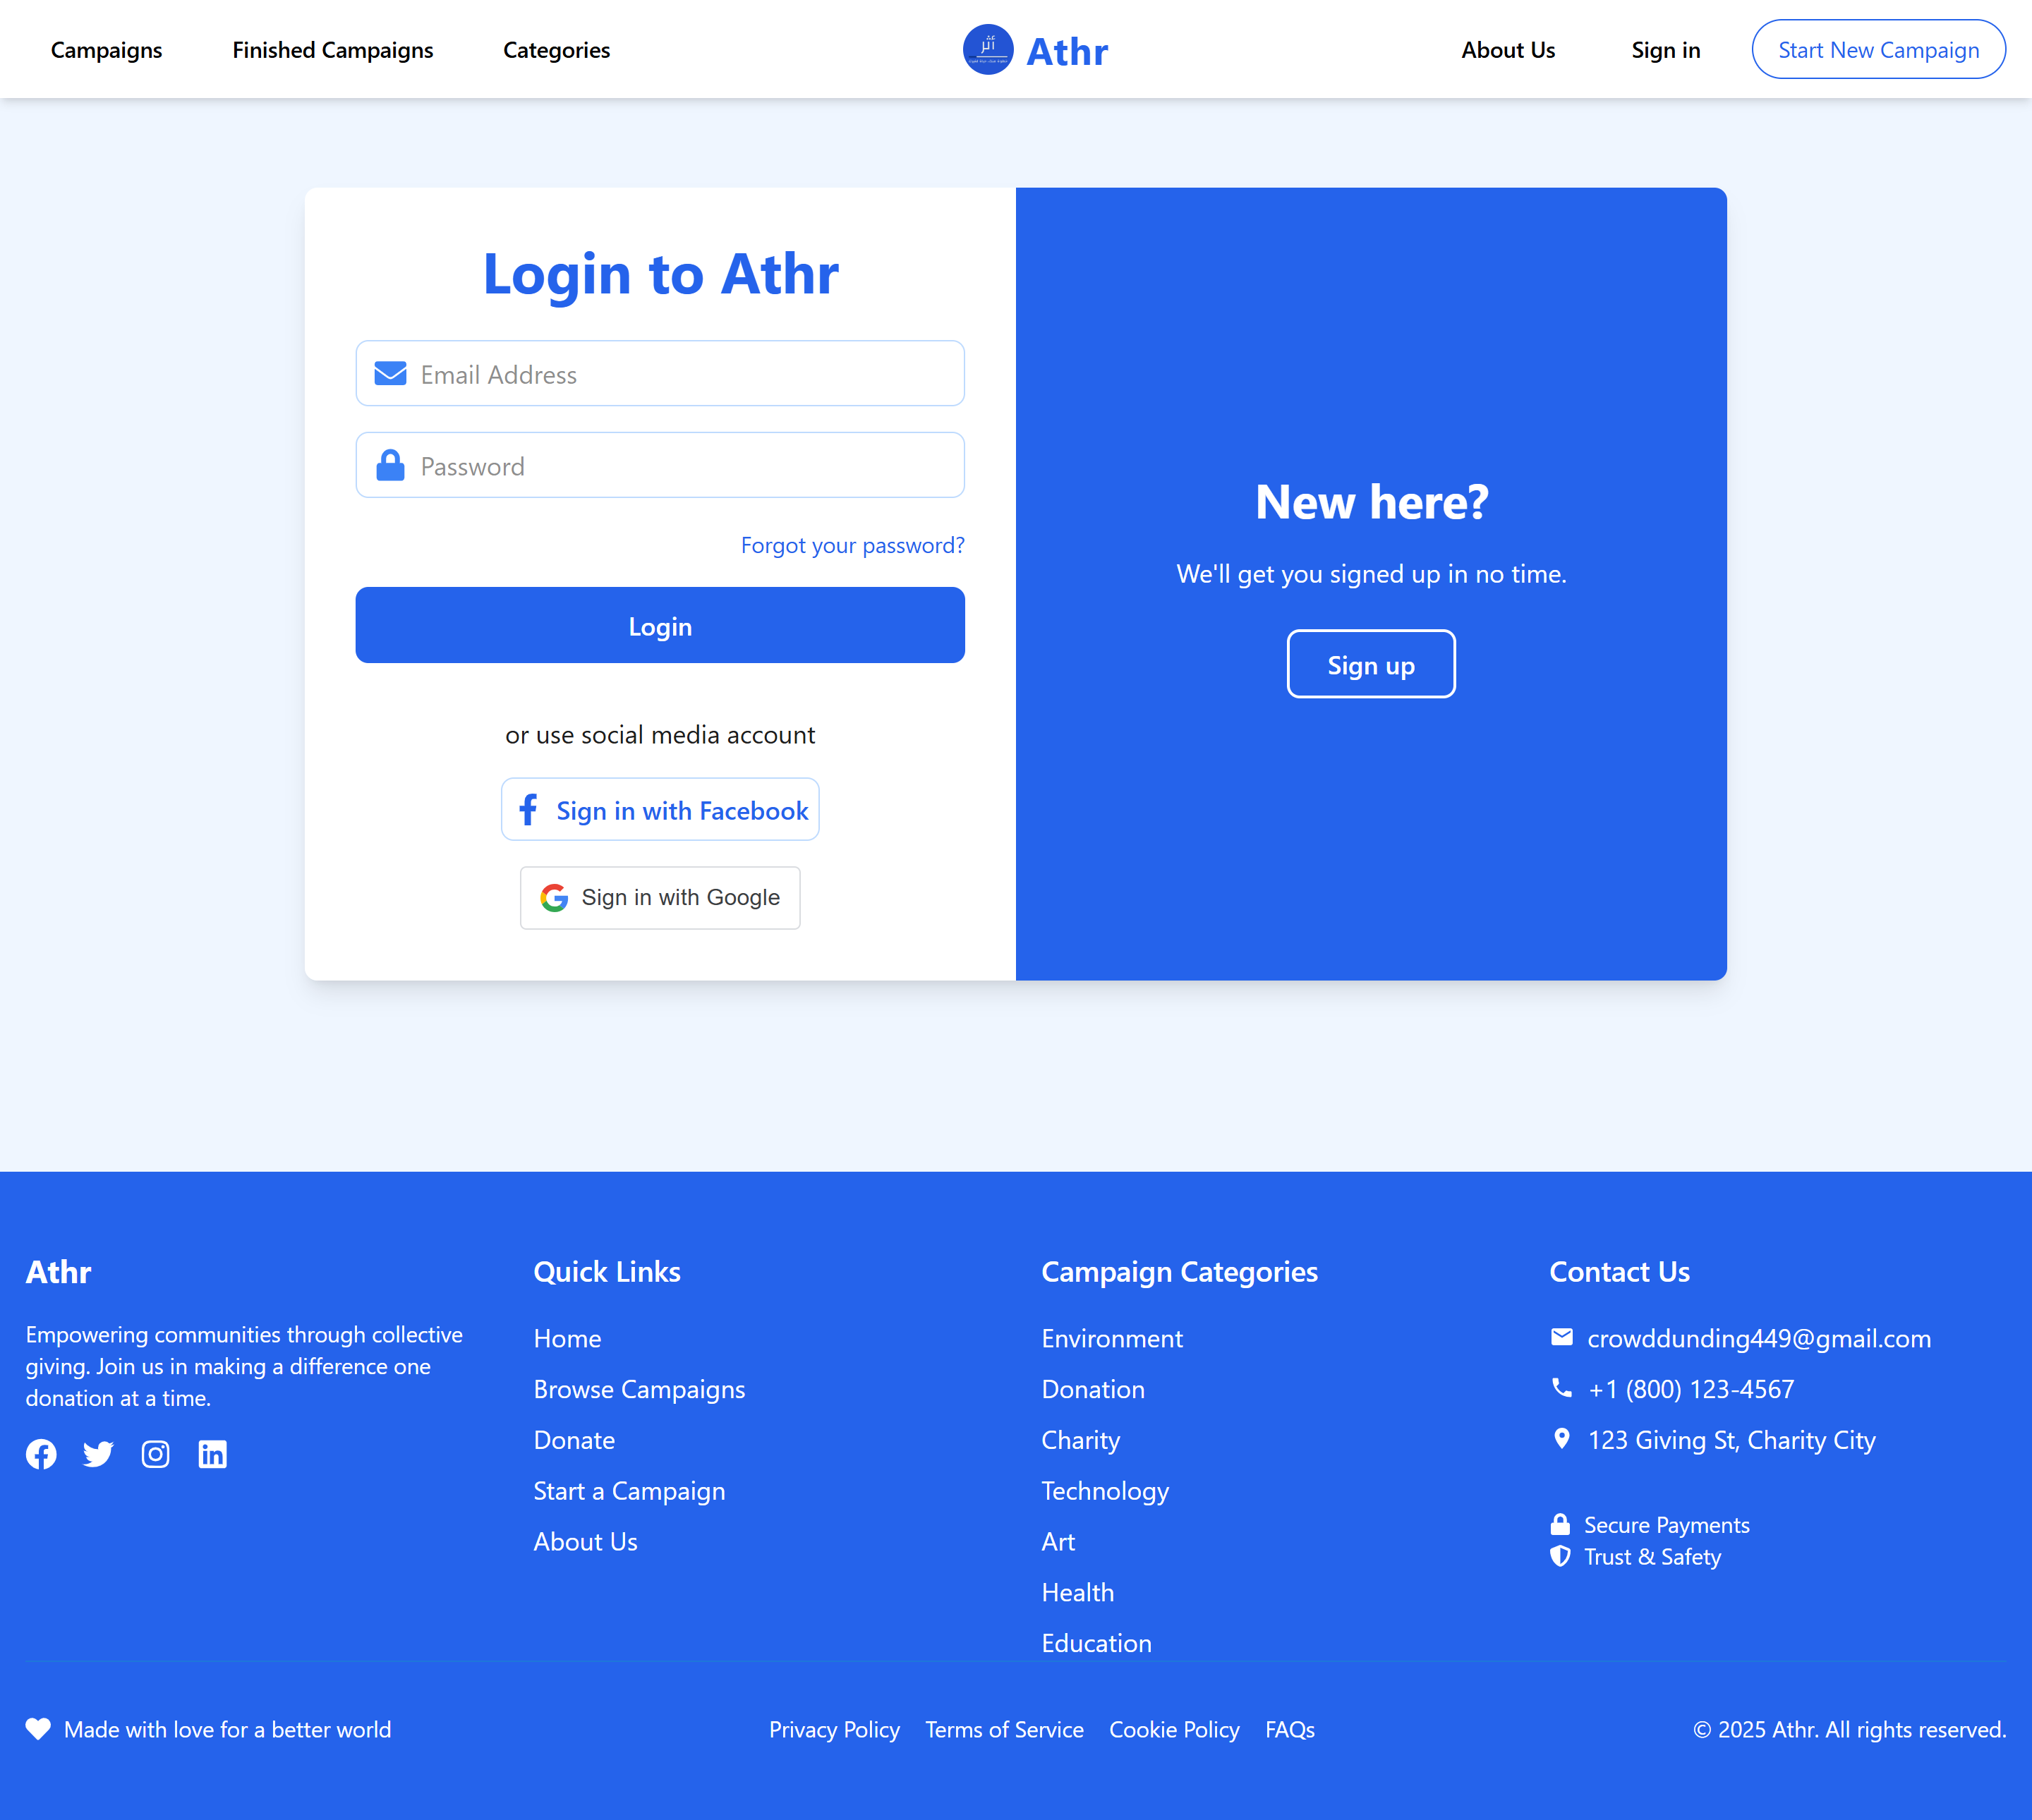 Campaigns
Finished Campaigns
Categories
أثر
Athr
About Us
Sign in
Start New Campaign
Login to Athr
Email Address
Password
Forgot your password?
Login
or use social media account
Sign in with Facebook
Sign in with Google
New here?
We'll get you signed up in no time.
Sign up
Athr
Empowering communities through collective
giving. Join us in making a difference one
donation at a time.
Quick Links
Home
Browse Campaigns
Donate
Start a Campaign
About Us
Campaign Categories
Environment
Donation
Charity
Technology
Art
Health
Education
Contact Us
crowddunding449@gmail.com
+1 (800) 123-4567
123 Giving St, Charity City
Secure Payments
Trust & Safety
Made with love for a better world
Privacy Policy
Terms of Service
Cookie Policy
FAQs
© 2025 Athr. All rights reserved.